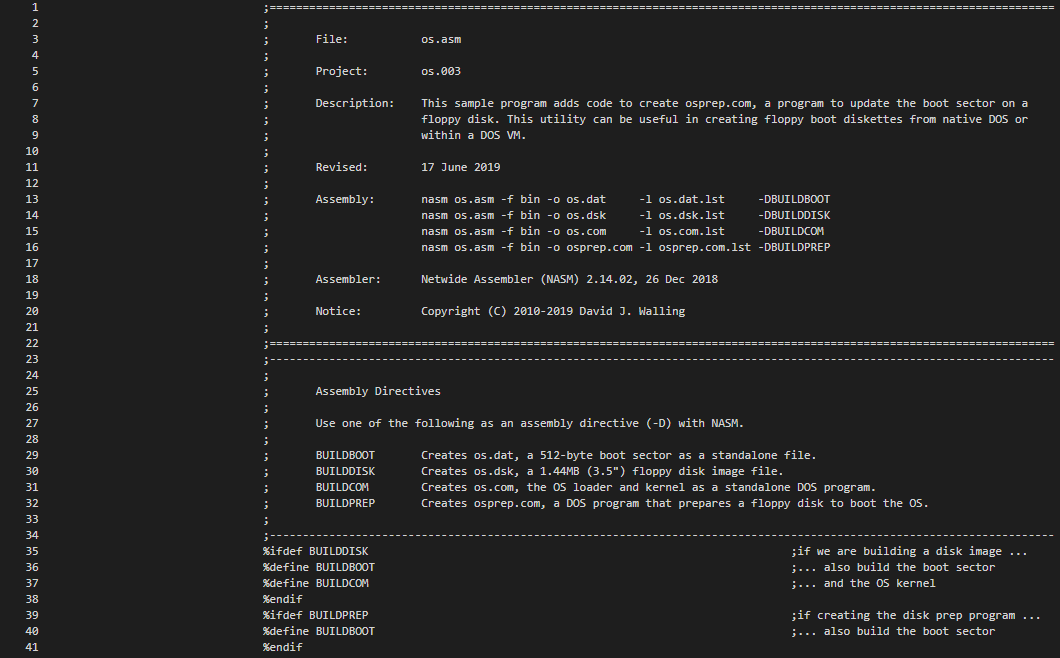 1 ;=======================================================================================================================
2 ;
3 ;       File:           os.asm
4 ;
5 ;       Project:        os.003
6 ;
7 ;       Description:    This sample program adds code to create osprep.com, a program to update the boot sector on a
8 ;                       floppy disk. This utility can be useful in creating floppy boot diskettes from native DOS or
9 ;                       within a DOS VM.
10 ;
11 ;       Revised:        17 June 2019
12 ;
13 ;       Assembly:       nasm os.asm -f bin -o os.dat     -l os.dat.lst     -DBUILDBOOT
14 ;                       nasm os.asm -f bin -o os.dsk     -l os.dsk.lst     -DBUILDDISK
15 ;                       nasm os.asm -f bin -o os.com     -l os.com.lst     -DBUILDCOM
16 ;                       nasm os.asm -f bin -o osprep.com -l osprep.com.lst -DBUILDPREP
17 ;
18 ;       Assembler:      Netwide Assembler (NASM) 2.14.02, 26 Dec 2018
19 ;
20 ;       Notice:         Copyright (C) 2010-2019 David J. Walling
21 ;
22 ;=======================================================================================================================
23 ;-----------------------------------------------------------------------------------------------------------------------
24 ;
25 ;       Assembly Directives
26 ;
27 ;       Use one of the following as an assembly directive (-D) with NASM.
28 ;
29 ;       BUILDBOOT       Creates os.dat, a 512-byte boot sector as a standalone file.
30 ;       BUILDDISK       Creates os.dsk, a 1.44MB (3.5") floppy disk image file.
31 ;       BUILDCOM        Creates os.com, the OS loader and kernel as a standalone DOS program.
32 ;       BUILDPREP       Creates osprep.com, a DOS program that prepares a floppy disk to boot the OS.
33 ;
34 ;-----------------------------------------------------------------------------------------------------------------------
35 %ifdef BUILDDISK                                                                ;if we are building a disk image ...
36 %define BUILDBOOT                                                               ;... also build the boot sector
37 %define BUILDCOM                                                                ;... and the OS kernel
38 %endif
39 %ifdef BUILDPREP                                                                ;if creating the disk prep program ...
40 %define BUILDBOOT                                                               ;... also build the boot sector
41 %endif